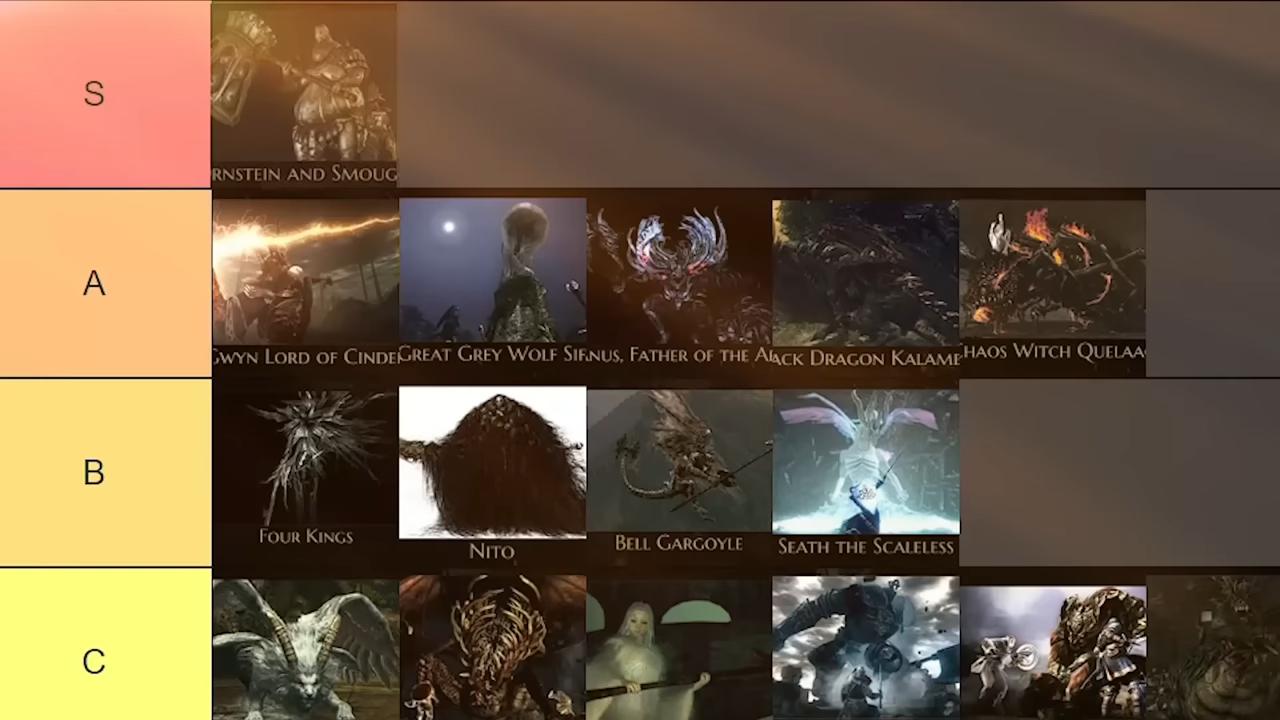 S
RNSTEIN AND SMOUG
A
GWYN LORD OF CINDE
GREAT GREY WOLF SIF
NUS, FATHER OF THE A
ACK DRAGON KALAME
HAOS WITCH QUELAA
B
FOUR KINGS
NITO
BELL GARGOYLE
SEATH THE SCALELESS
C